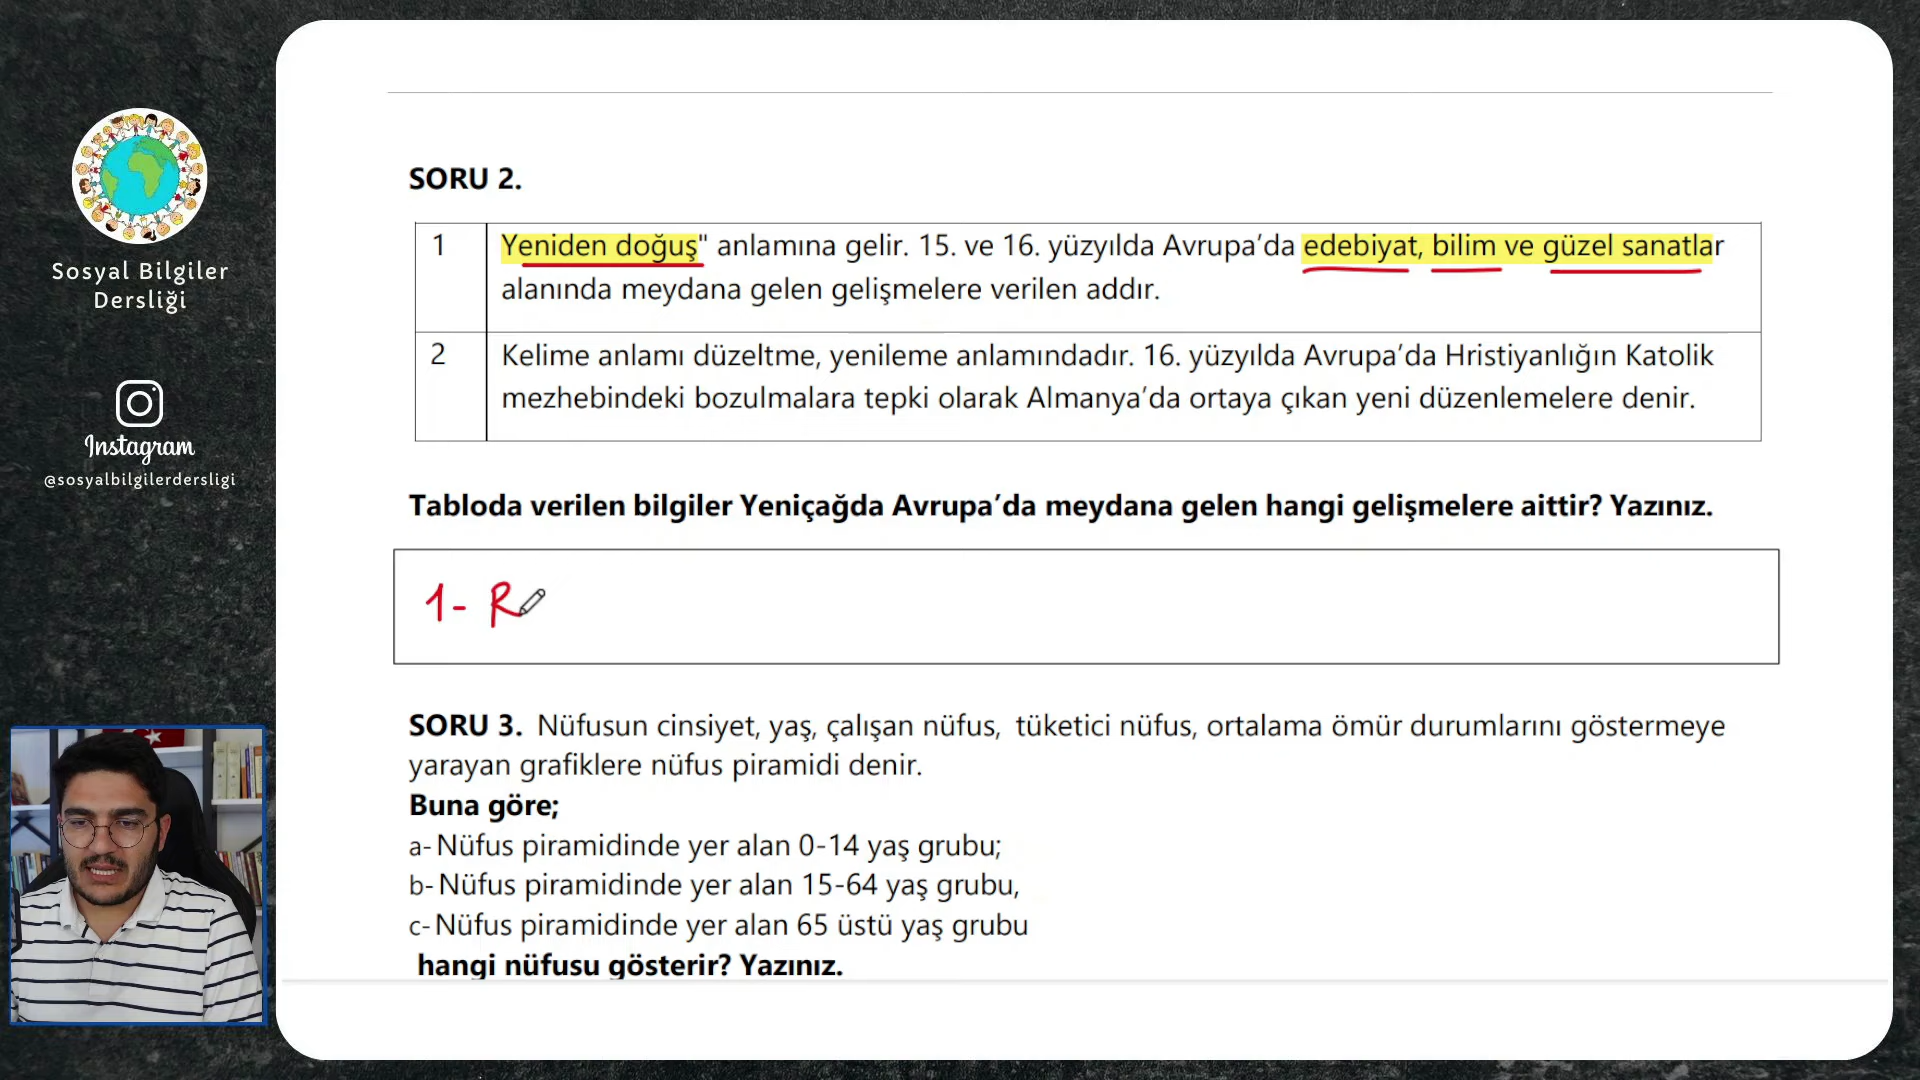 Sosyal Bilgiler
Dersliği
Instagram
@sosyalbilgilerdersligi
SORU 2.
1 Yeniden doğuş" anlamına gelir. 15. ve 16. yüzyılda Avrupa’da edebiyat, bilim ve güzel sanatlar
alanında meydana gelen gelişmelere verilen addır.
2 Kelime anlamı düzeltme, yenileme anlamındadır. 16. yüzyılda Avrupa’da Hristiyanlığın Katolik
mezhebindeki bozulmalara tepki olarak Almanya’da ortaya çıkan yeni düzenlemelere denir.
Tabloda verilen bilgiler Yeniçağda Avrupa’da meydana gelen hangi gelişmelere aittir? Yazınız.
1- R
SORU 3. Nüfusun cinsiyet, yaş, çalışan nüfus, tüketici nüfus, ortalama ömür durumlarını göstermeye
yarayan grafiklere nüfus piramidi denir.
Buna göre;
a- Nüfus piramidinde yer alan 0-14 yaş grubu;
b- Nüfus piramidinde yer alan 15-64 yaş grubu,
c- Nüfus piramidinde yer alan 65 üstü yaş grubu
hangi nüfusu gösterir? Yazınız.